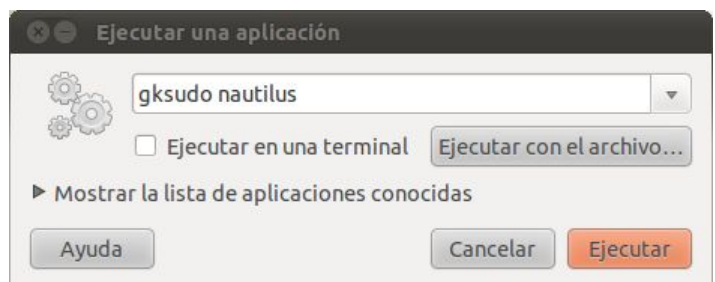 Ejecutar una aplicación
gksudo nautilus
Ejecutar en una terminal
Ejecutar con el archivo...
Mostrar la lista de aplicaciones conocidas
Ayuda
Cancelar
Ejecutar